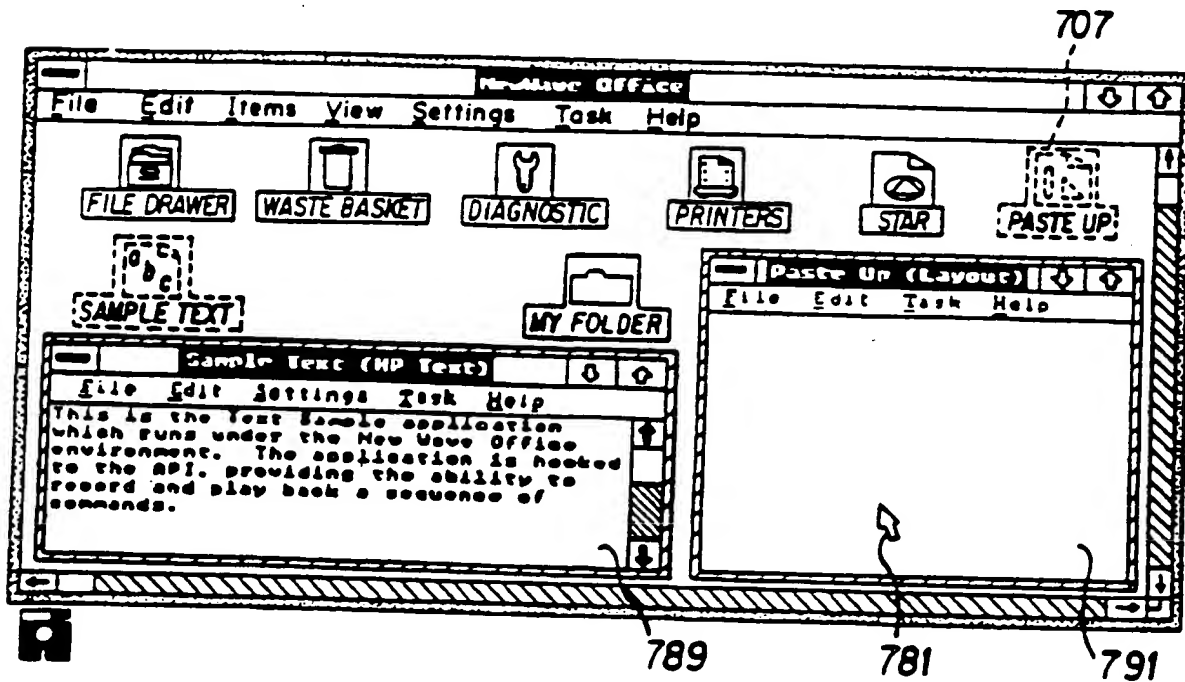 707
NewWave Office
File Edit Items View Settings Task Help
FILE DRAWER WASTE BASKET DIAGNOSTIC PRINTERS STAR PASTE UP
abc
SAMPLE TEXT MY FOLDER
Paste Up (Layout)
File Edit Task Help
Sample Text (HP Text)
File Edit Settings Task Help
This is the Text Sample application
which runs under the New Wave Office
environment. The application is hooked
to the API, providing the ability to
record and play back a sequence of
commands.
789 781 791